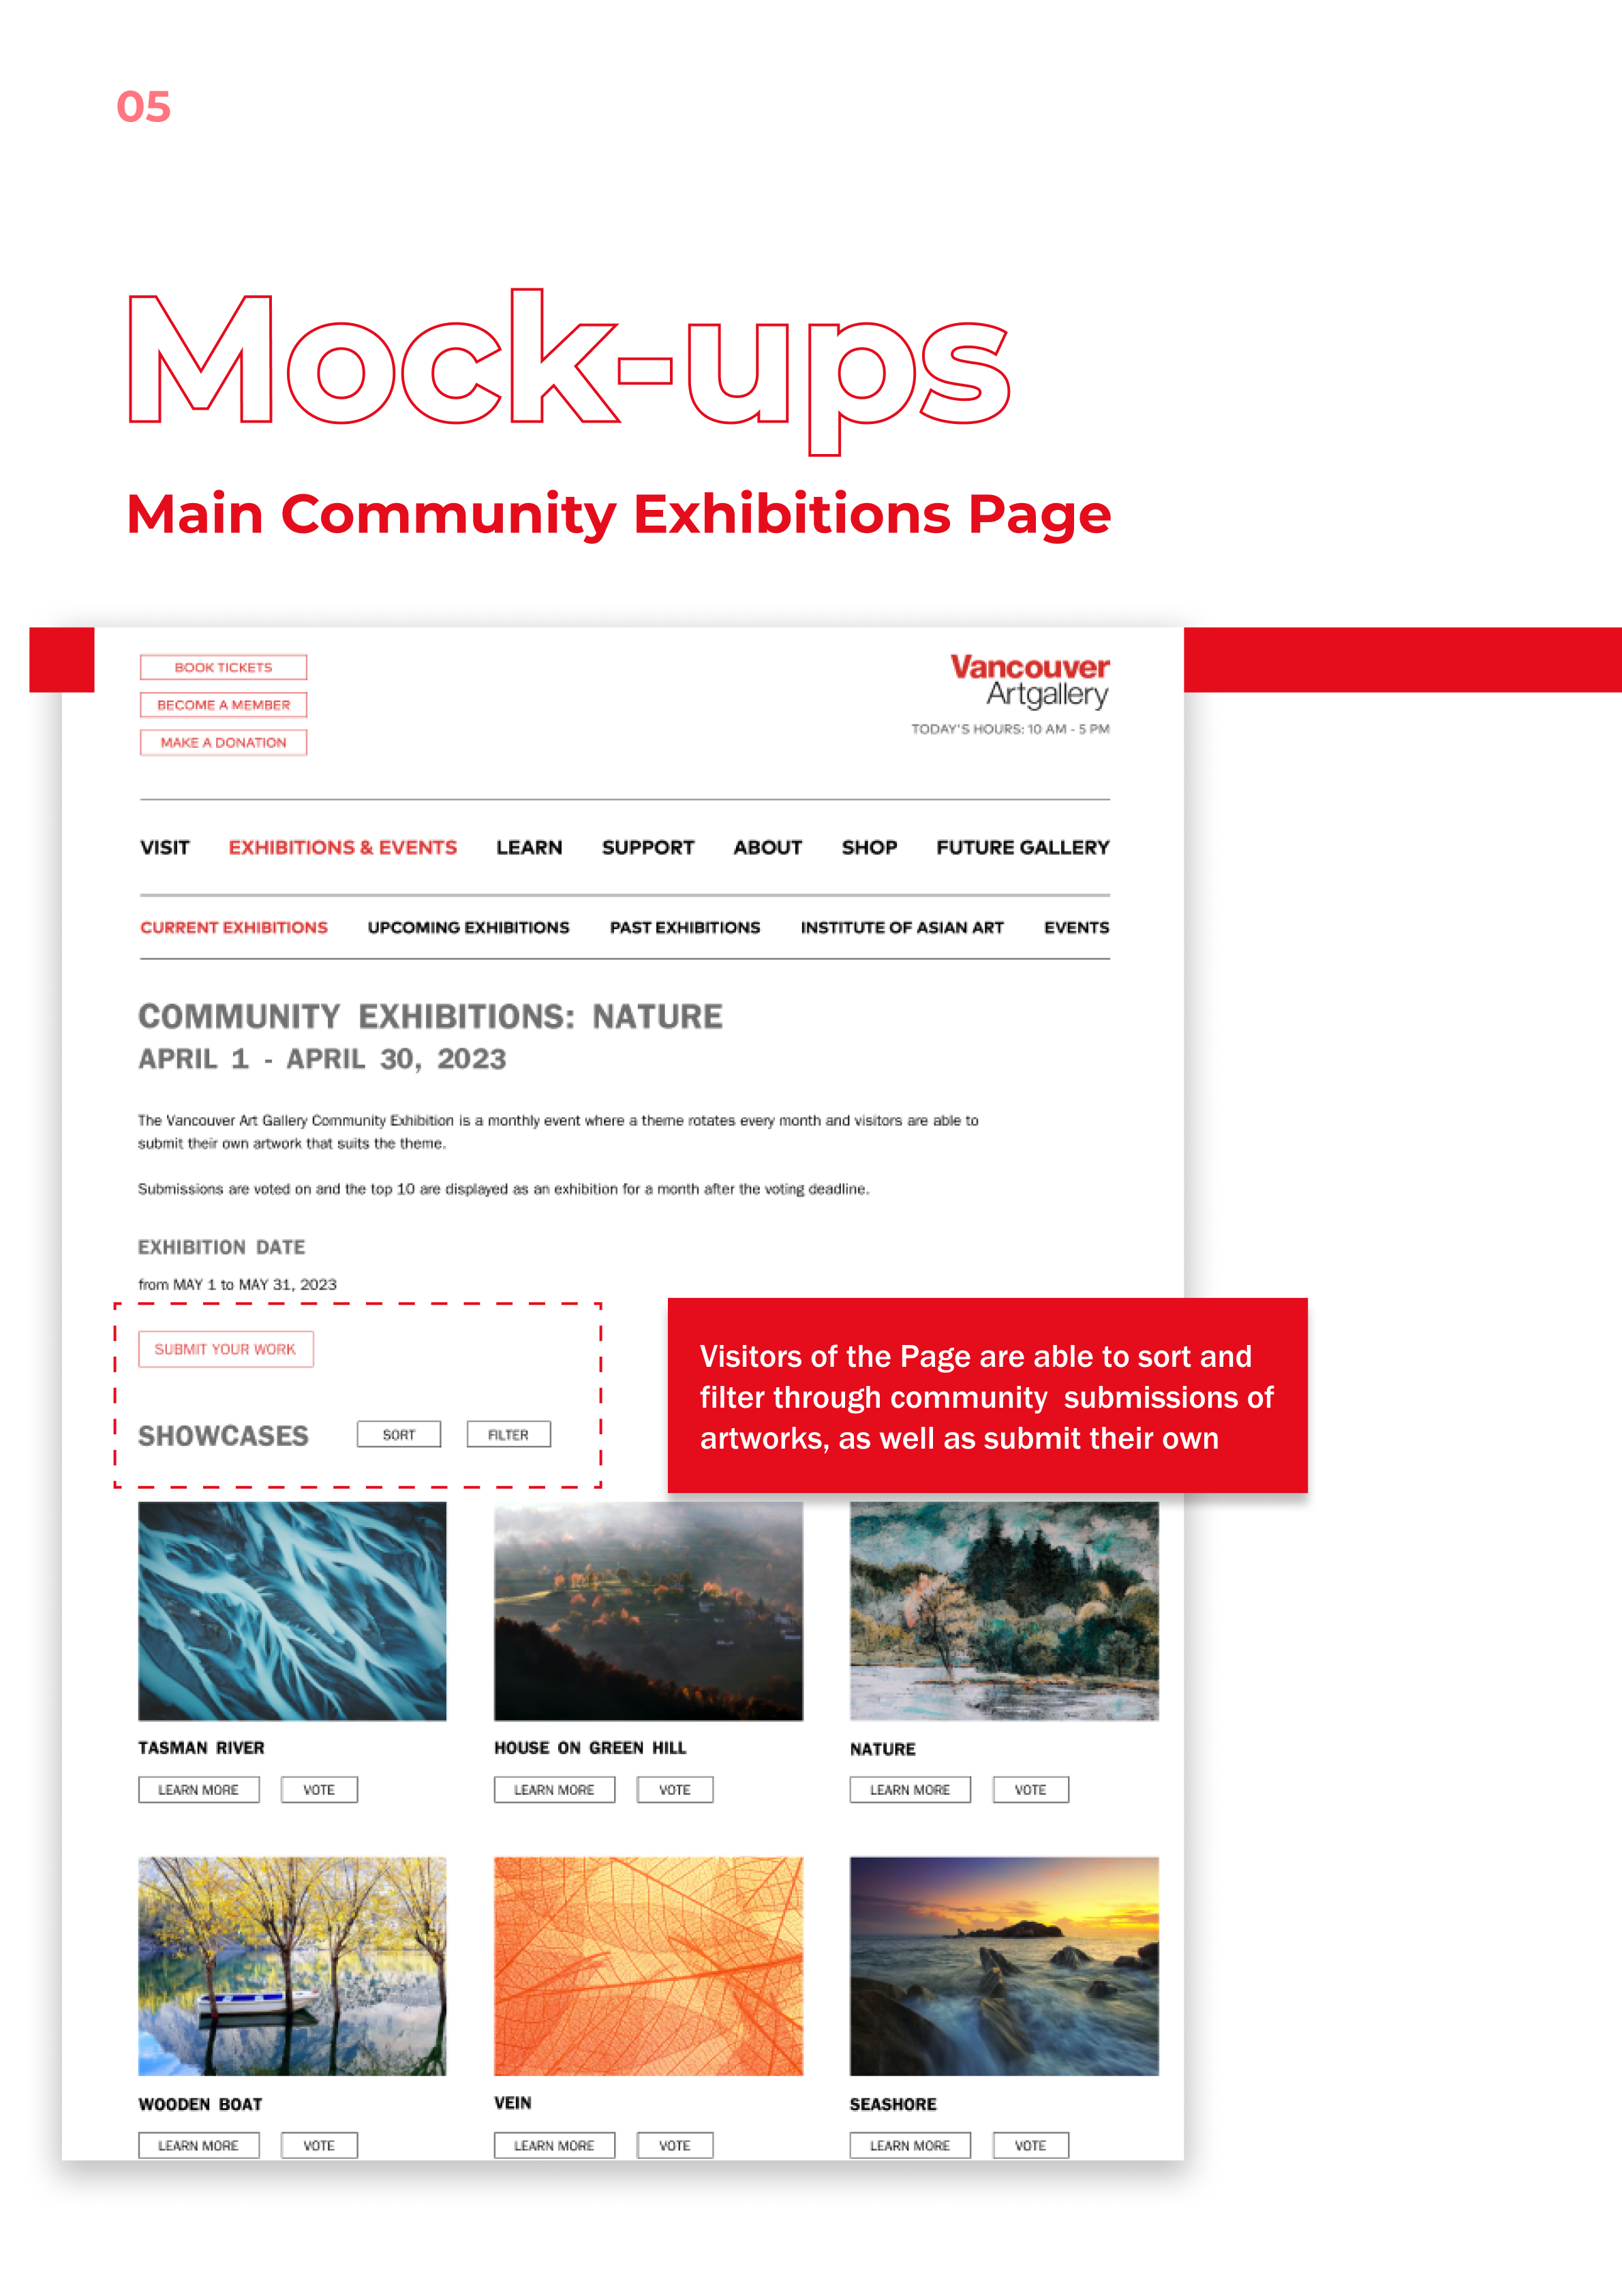 05
Mock-ups
Main Community Exhibitions Page
BOOK TICKETS
BECOME A MEMBER
MAKE A DONATION
Vancouver
Artgallery
TODAY'S HOURS: 10 AM - 5 PM
VISIT EXHIBITIONS & EVENTS LEARN SUPPORT ABOUT SHOP FUTURE GALLERY
CURRENT EXHIBITIONS UPCOMING EXHIBITIONS PAST EXHIBITIONS INSTITUTE OF ASIAN ART EVENTS
COMMUNITY EXHIBITIONS: NATURE
APRIL 1 - APRIL 30, 2023
The Vancouver Art Gallery Community Exhibition is a monthly event where a theme rotates every month and visitors are able to
submit their own artwork that suits the theme.
Submissions are voted on and the top 10 are displayed as an exhibition for a month after the voting deadline.
EXHIBITION DATE
from MAY 1 to MAY 31, 2023
SUBMIT YOUR WORK
SHOWCASES SORT FILTER
Visitors of the Page are able to sort and
filter through community submissions of
artworks, as well as submit their own
TASMAN RIVER HOUSE ON GREEN HILL NATURE
LEARN MORE VOTE LEARN MORE VOTE LEARN MORE VOTE
WOODEN BOAT VEIN SEASHORE
LEARN MORE VOTE LEARN MORE VOTE LEARN MORE VOTE